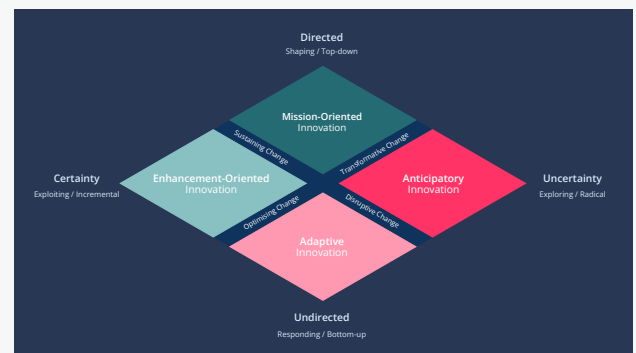 Directed
Shaping / Top-down
Mission-Oriented
Innovation
Sustaining Change
Transformative Change
Certainty
Exploiting / Incremental
Enhancement-Oriented
Innovation
Anticipatory
Innovation
Uncertainty
Exploring / Radical
Optimising Change
Disruptive Change
Adaptive
Innovation
Undirected
Responding / Bottom-up